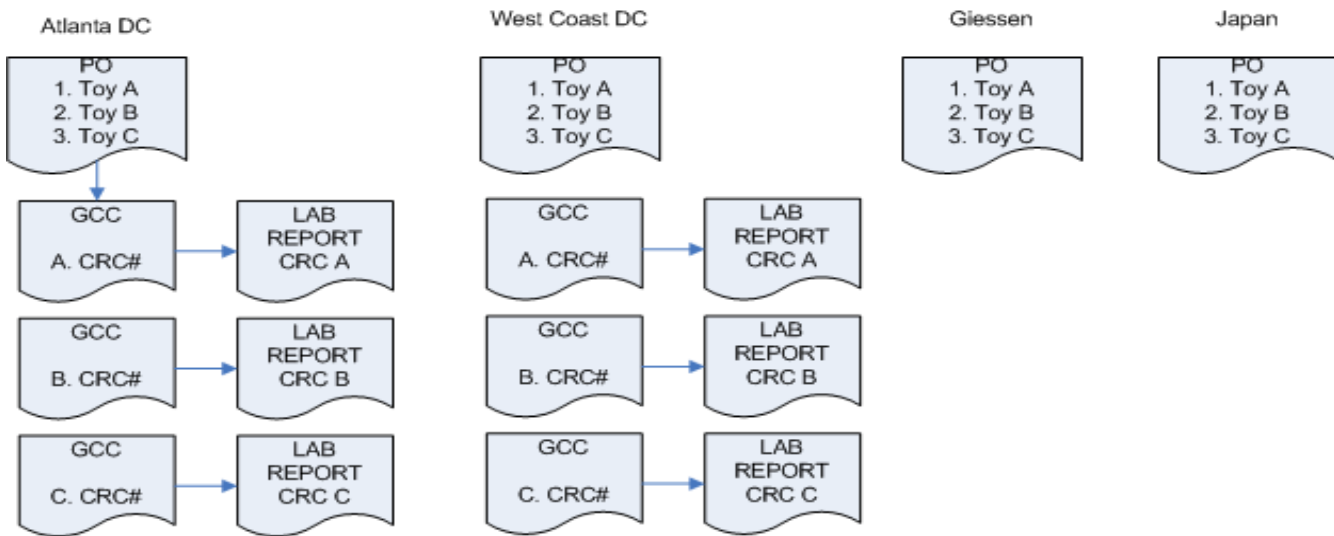 Atlanta DC
PO
1. Toy A
2. Toy B
3. Toy C
GCC
A. CRC#
LAB
REPORT
CRC A
GCC
B. CRC#
LAB
REPORT
CRC B
GCC
C. CRC#
LAB
REPORT
CRC C
West Coast DC
PO
1. Toy A
2. Toy B
3. Toy C
GCC
A. CRC#
LAB
REPORT
CRC A
GCC
B. CRC#
LAB
REPORT
CRC B
GCC
C. CRC#
LAB
REPORT
CRC C
Giessen
PO
1. Toy A
2. Toy B
3. Toy C
Japan
PO
1. Toy A
2. Toy B
3. Toy C